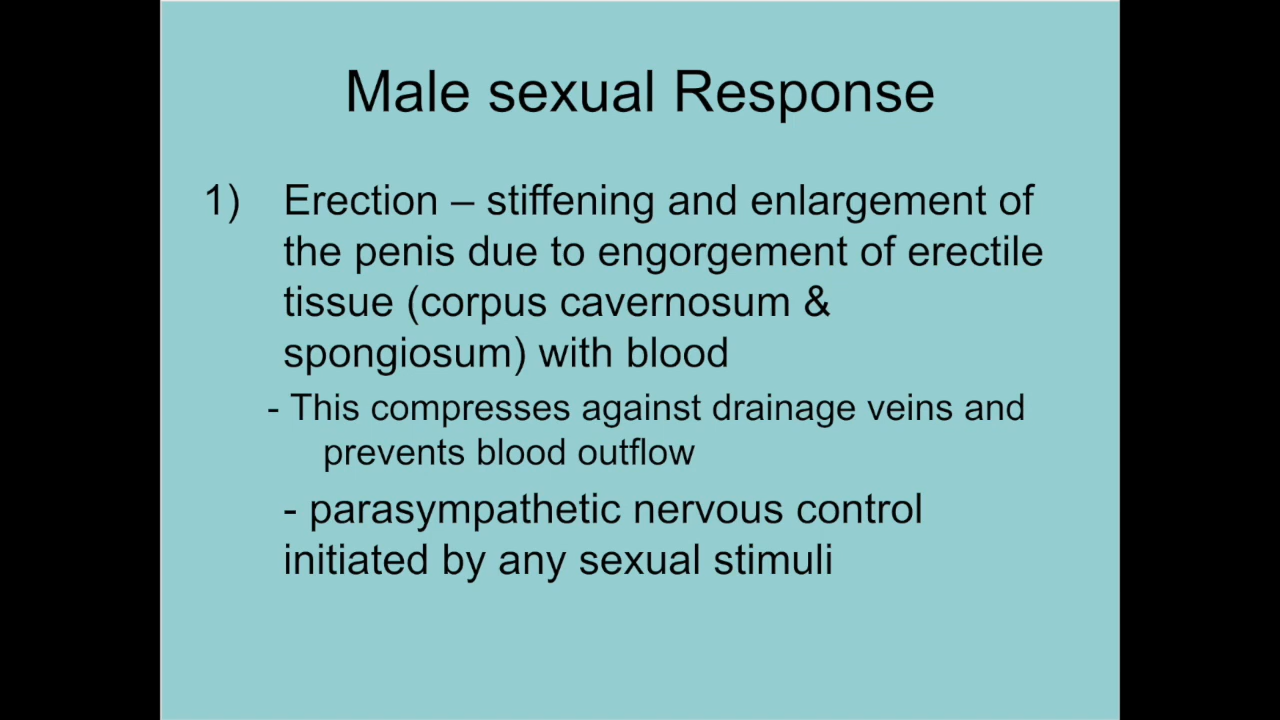 Male sexual Response
1) Erection – stiffening and enlargement of
the penis due to engorgement of erectile
tissue (corpus cavernosum &
spongiosum) with blood
- This compresses against drainage veins and
prevents blood outflow
- parasympathetic nervous control
initiated by any sexual stimuli